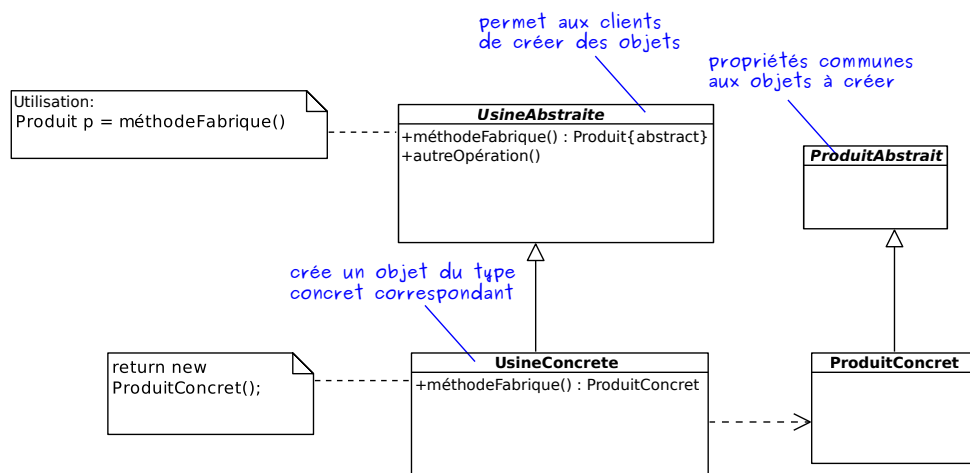 permet aux clients
de créer des objets
propriétés communes
aux objets à créer
Utilisation:
Produit p = méthodeFabrique()
UsineAbstraite
+méthodeFabrique() : Produit{abstract}
+autreOpération()
ProduitAbstrait
crée un objet du type
concret correspondant
return new
ProduitConcret();
UsineConcrete
+méthodeFabrique() : ProduitConcret
ProduitConcret